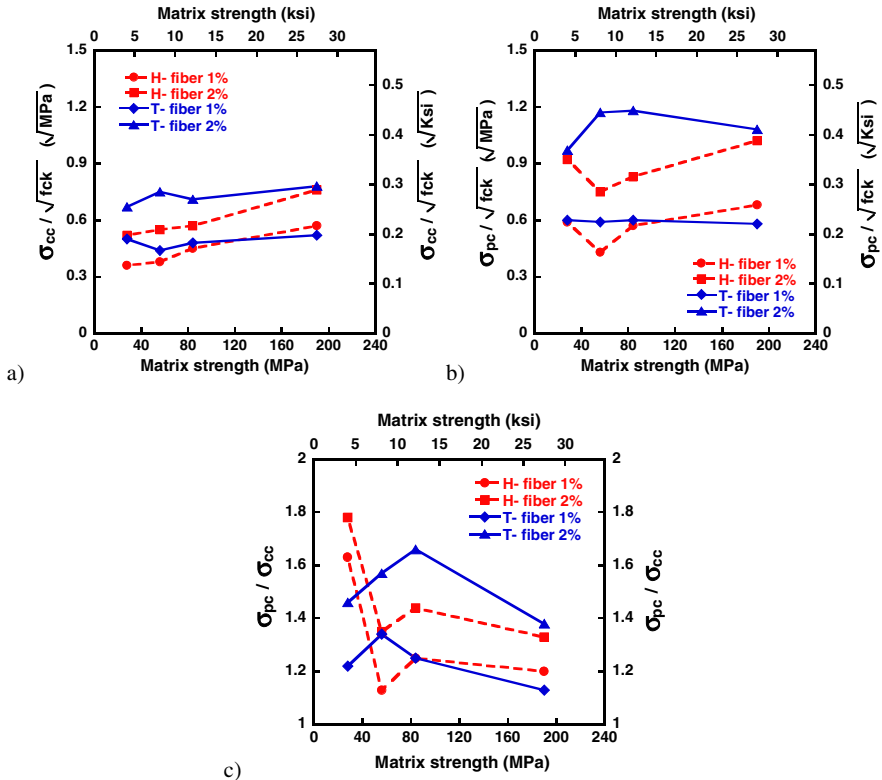 Matrix strength (ksi)
0 5 10 15 20 25 30
1.5
1.2
0.9
0.6
0.3
0
σcc / √fck (√MPa)
H- fiber 1%
H- fiber 2%
T- fiber 1%
T- fiber 2%
0.5
0.4
0.3
0.2
0.1
0
σcc / √fck (√Ksi)
0 40 80 120 160 200 240
Matrix strength (MPa)
a)
Matrix strength (ksi)
0 5 10 15 20 25 30
1.5
1.2
0.9
0.6
0.3
0
σpc / √fck (√MPa)
H- fiber 1%
H- fiber 2%
T- fiber 1%
T- fiber 2%
0.5
0.4
0.3
0.2
0.1
0
σpc / √fck (√Ksi)
0 40 80 120 160 200 240
Matrix strength (MPa)
b)
Matrix strength (ksi)
0 5 10 15 20 25 30
2
1.8
1.6
1.4
1.2
1
σpc / σcc
H- fiber 1%
H- fiber 2%
T- fiber 1%
T- fiber 2%
2
1.8
1.6
1.4
1.2
1
σpc / σcc
0 40 80 120 160 200 240
Matrix strength (MPa)
c)